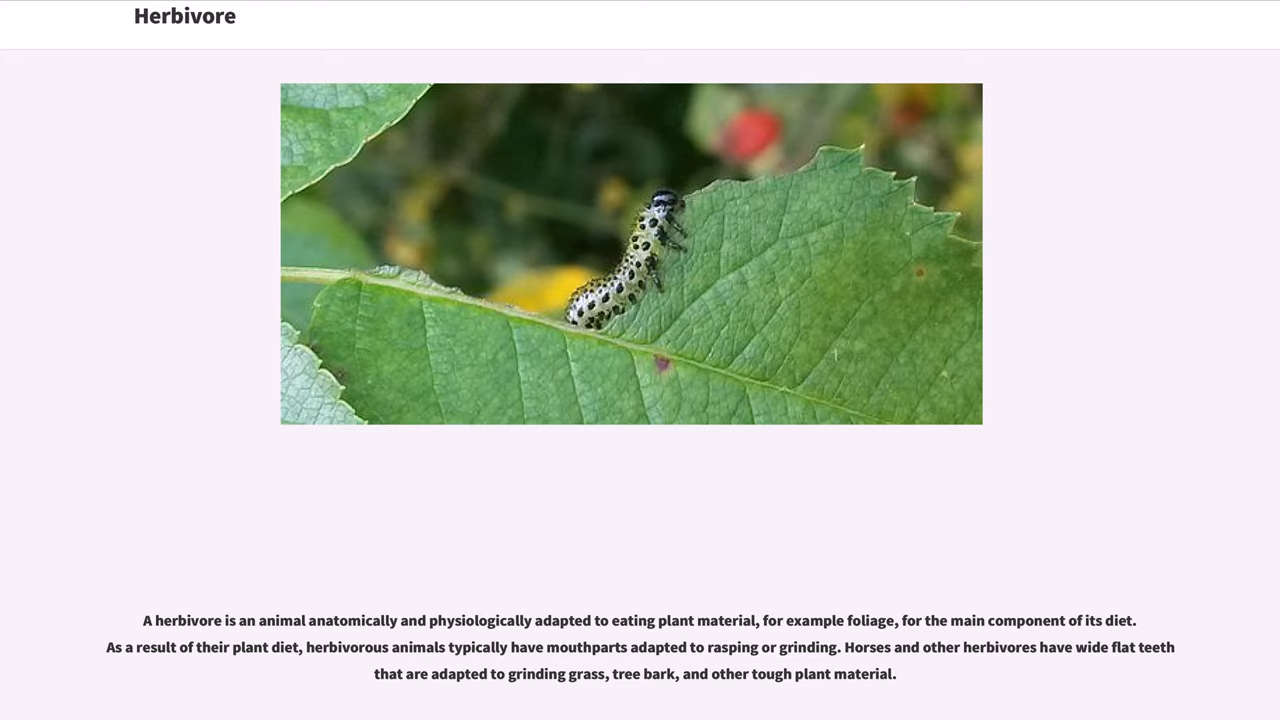 Herbivore
A herbivore is an animal anatomically and physiologically adapted to eating plant material, for example foliage, for the main component of its diet.
As a result of their plant diet, herbivorous animals typically have mouthparts adapted to rasping or grinding. Horses and other herbivores have wide flat teeth
that are adapted to grinding grass, tree bark, and other tough plant material.